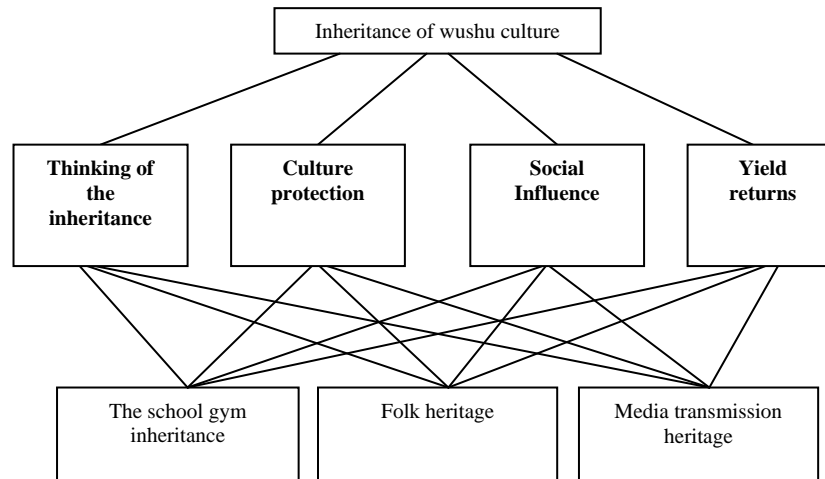 Inheritance of wushu culture
Thinking of
the
inheritance
Culture
protection
Social
Influence
Yield
returns
The school gym
inheritance
Folk heritage
Media transmission
heritage